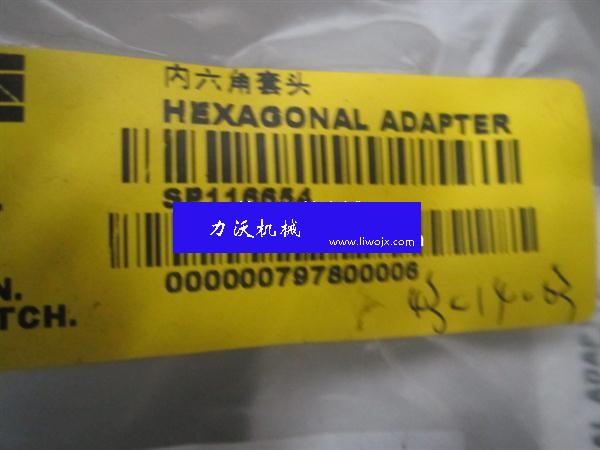 内六角套头
HEXAGONAL ADAPTER
SP116654
力沃机械
www.liwojx.com
000000797800006
N.
TCH.